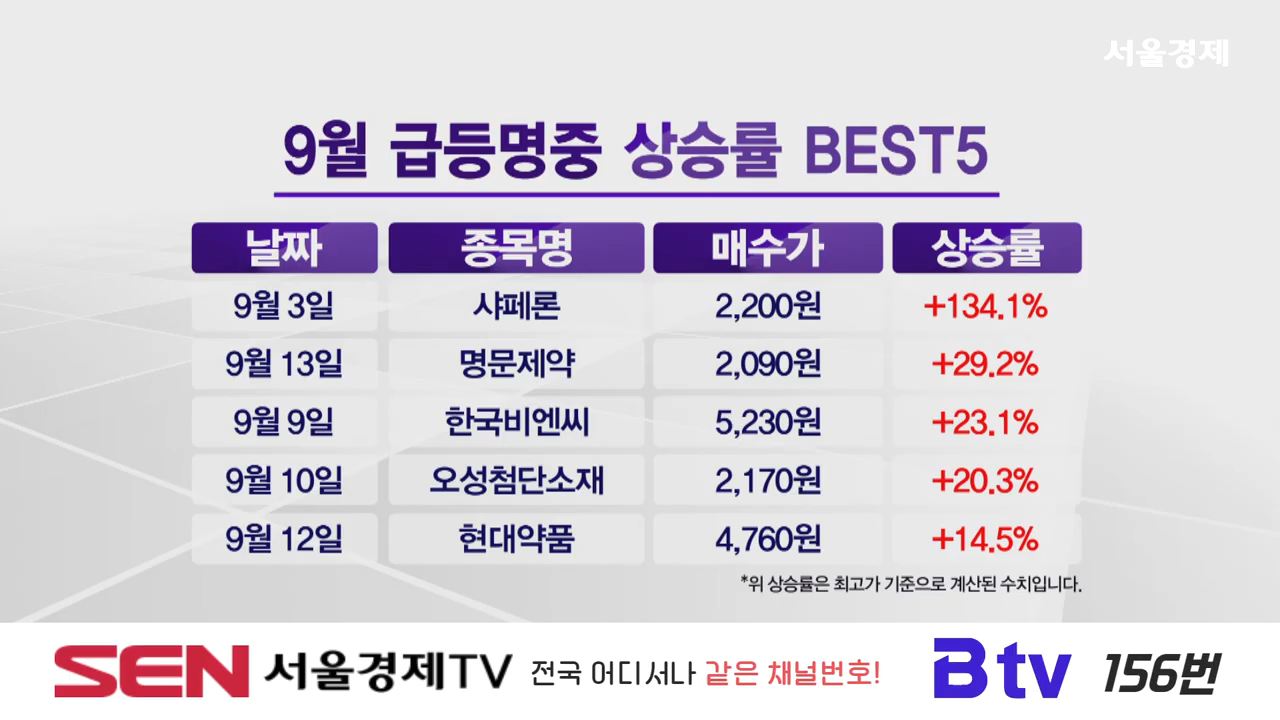 서울경제
9월 급등명중 상승률 BEST5
날짜 종목명 매수가 상승률
9월 3일 샤페론 2,200원 +134.1%
9월 13일 명문제약 2,090원 +29.2%
9월 9일 한국비엔씨 5,230원 +23.1%
9월 10일 오성첨단소재 2,170원 +20.3%
9월 12일 현대약품 4,760원 +14.5%
*위 상승률은 최고가 기준으로 계산된 수치입니다.
SEN 서울경제TV 전국 어디서나 같은 채널번호! B tv 156번